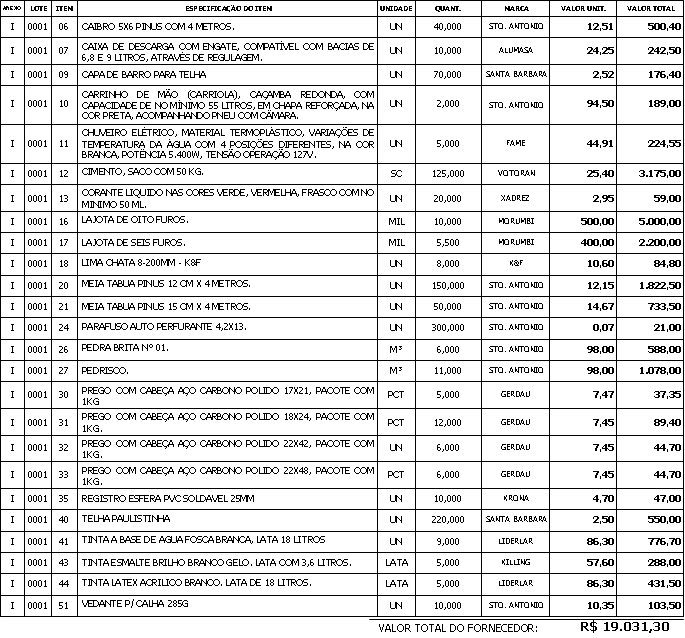 ANEXO LOTE ITEM ESPECIFICAÇÃO DO ITEM UNIDADE QUANT. MARCA VALOR UNIT. VALOR TOTAL
I 0001 06 CAIBRO 5X6 PINUS COM 4 METROS. UN 40,000 STO. ANTONIO 12,51 500,40
I 0001 07 CAIXA DE DESCARGA COM ENGATE, COMPATÍVEL COM BACIAS DE
6,8 E 9 LITROS, ATRAVÉS DE REGULAGEM. UN 10,000 ALUMASA 24,25 242,50
I 0001 09 CAPA DE BARRO PARA TELHA UN 70,000 SANTA BARBARA 2,52 176,40
I 0001 10 CARRINHO DE MÃO (CARRIOLA), CAÇAMBA REDONDA, COM
CAPACIDADE DE NO MÍNIMO 55 LITROS, EM CHAPA REFORÇADA, NA
COR PRETA, ACOMPANHANDO PNEU COM CÂMARA. UN 2,000 STO. ANTONIO 94,50 189,00
I 0001 11 CHUVEIRO ELÉTRICO, MATERIAL TERMOPLÁSTICO, VARIAÇÕES DE
TEMPERATURA DA ÁGUA COM 4 POSIÇÕES DIFERENTES, NA COR
BRANCA, POTÊNCIA 5.400W, TENSÃO OPERAÇÃO 127V. UN 5,000 FAME 44,91 224,55
I 0001 12 CIMENTO, SACO COM 50 KG. SC 125,000 VOTORAN 25,40 3.175,00
I 0001 13 CORANTE LIQUIDO NAS CORES VERDE, VERMELHA, FRASCO COM NO
MINIMO 50 ML. UN 20,000 XADREZ 2,95 59,00
I 0001 16 LAJOTA DE OITO FUROS. MIL 10,000 MORUMBI 500,00 5.000,00
I 0001 17 LAJOTA DE SEIS FUROS. MIL 5,500 MORUMBI 400,00 2.200,00
I 0001 18 LIMA CHATA 8-200MM - K&F UN 8,000 K&F 10,60 84,80
I 0001 20 MEIA TABUA PINUS 12 CM X 4 METROS. UN 150,000 STO. ANTONIO 12,15 1.822,50
I 0001 21 MEIA TABUA PINUS 15 CM X 4 METROS. UN 50,000 STO. ANTONIO 14,67 733,50
I 0001 24 PARAFUSO AUTO PERFURANTE 4,2X13. UN 300,000 STO. ANTONIO 0,07 21,00
I 0001 26 PEDRA BRITA Nº 01. M³ 6,000 STO. ANTONIO 98,00 588,00
I 0001 27 PEDRISCO. M³ 11,000 STO. ANTONIO 98,00 1.078,00
I 0001 30 PREGO COM CABEÇA AÇO CARBONO POLIDO 17X21, PACOTE COM
1KG PCT 5,000 GERDAU 7,47 37,35
I 0001 31 PREGO COM CABEÇA AÇO CARBONO POLIDO 18X24, PACOTE COM
1KG. PCT 12,000 GERDAU 7,45 89,40
I 0001 32 PREGO COM CABEÇA AÇO CARBONO POLIDO 22X42, PACOTE COM
1KG. UN 6,000 GERDAU 7,45 44,70
I 0001 33 PREGO COM CABEÇA AÇO CARBONO POLIDO 22X48, PACOTE COM
1KG. PCT 6,000 GERDAU 7,45 44,70
I 0001 35 REGISTRO ESFERA PVC SOLDAVEL 25MM UN 10,000 KRONA 4,70 47,00
I 0001 40 TELHA PAULISTINHA UN 220,000 SANTA BARBARA 2,50 550,00
I 0001 41 TINTA A BASE DE AGUA FOSCA BRANCA, LATA 18 LITROS UN 9,000 LIDERLAR 86,30 776,70
I 0001 43 TINTA ESMALTE BRILHO BRANCO GELO. LATA COM 3,6 LITROS. LATA 5,000 KILLING 57,60 288,00
I 0001 44 TINTA LATEX ACRILICO BRANCO. LATA DE 18 LITROS. LATA 5,000 LIDERLAR 86,30 431,50
I 0001 51 VEDANTE P/ CALHA 285G UN 10,000 STO. ANTONIO 10,35 103,50
VALOR TOTAL DO FORNECEDOR: R$ 19.031,30